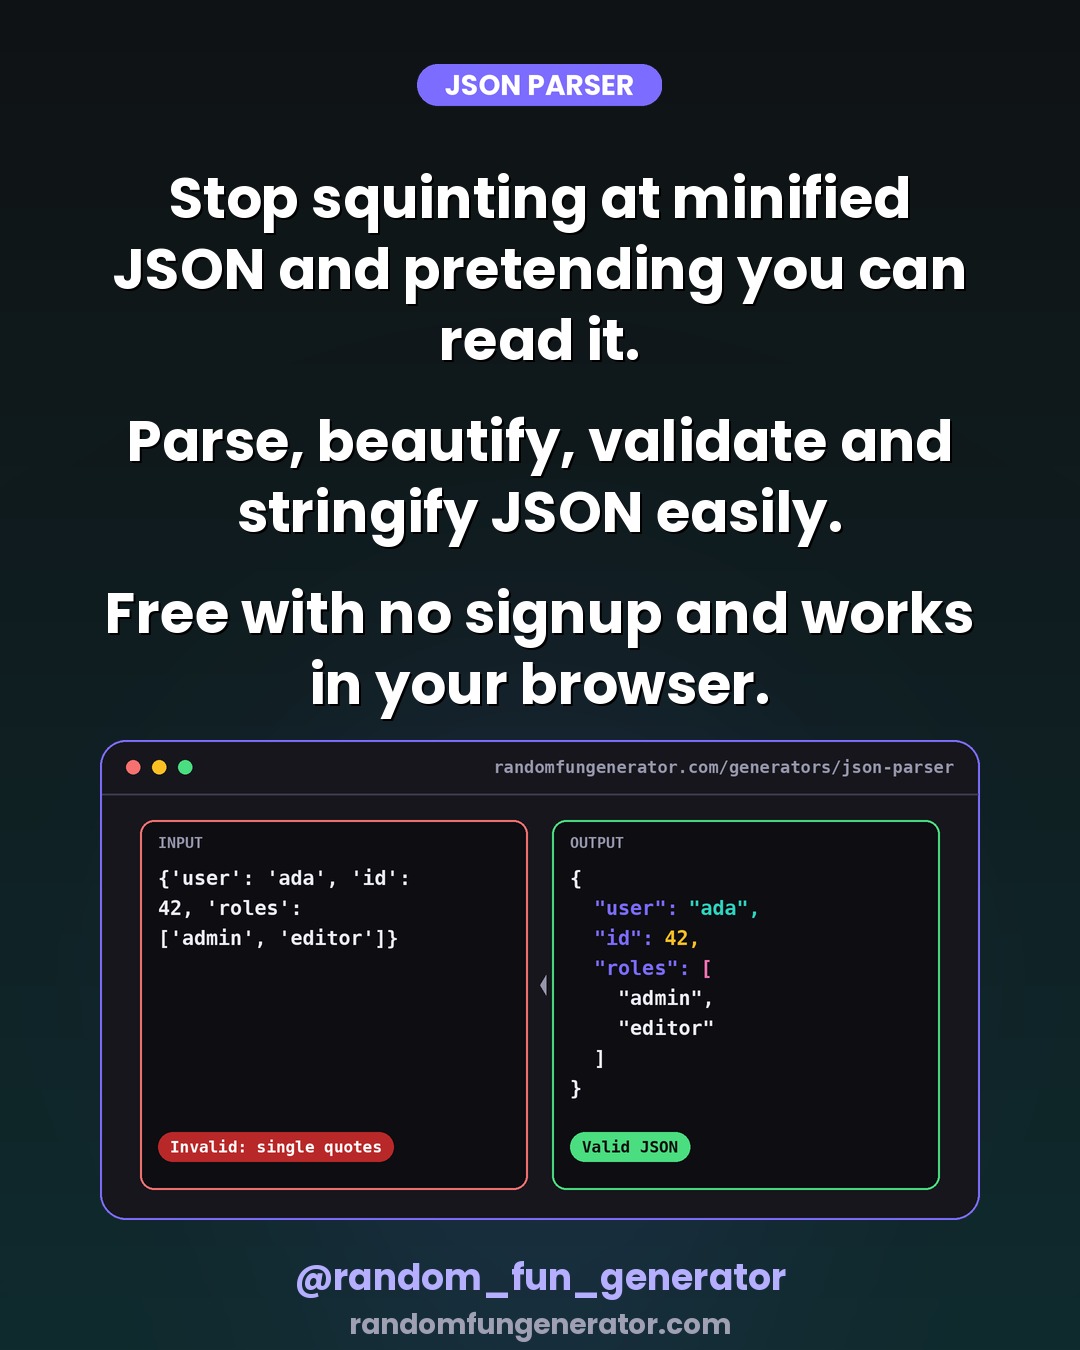 JSON PARSER
Stop squinting at minified
JSON and pretending you can
read it.
Parse, beautify, validate and
stringify JSON easily.
Free with no signup and works
in your browser.
randomfungenerator.com/generators/json-parser
INPUT
{'user': 'ada', 'id':
42, 'roles':
['admin', 'editor']}
Invalid: single quotes
OUTPUT
{
  "user": "ada",
  "id": 42,
  "roles": [
    "admin",
    "editor"
  ]
}
Valid JSON
@random_fun_generator
randomfungenerator.com